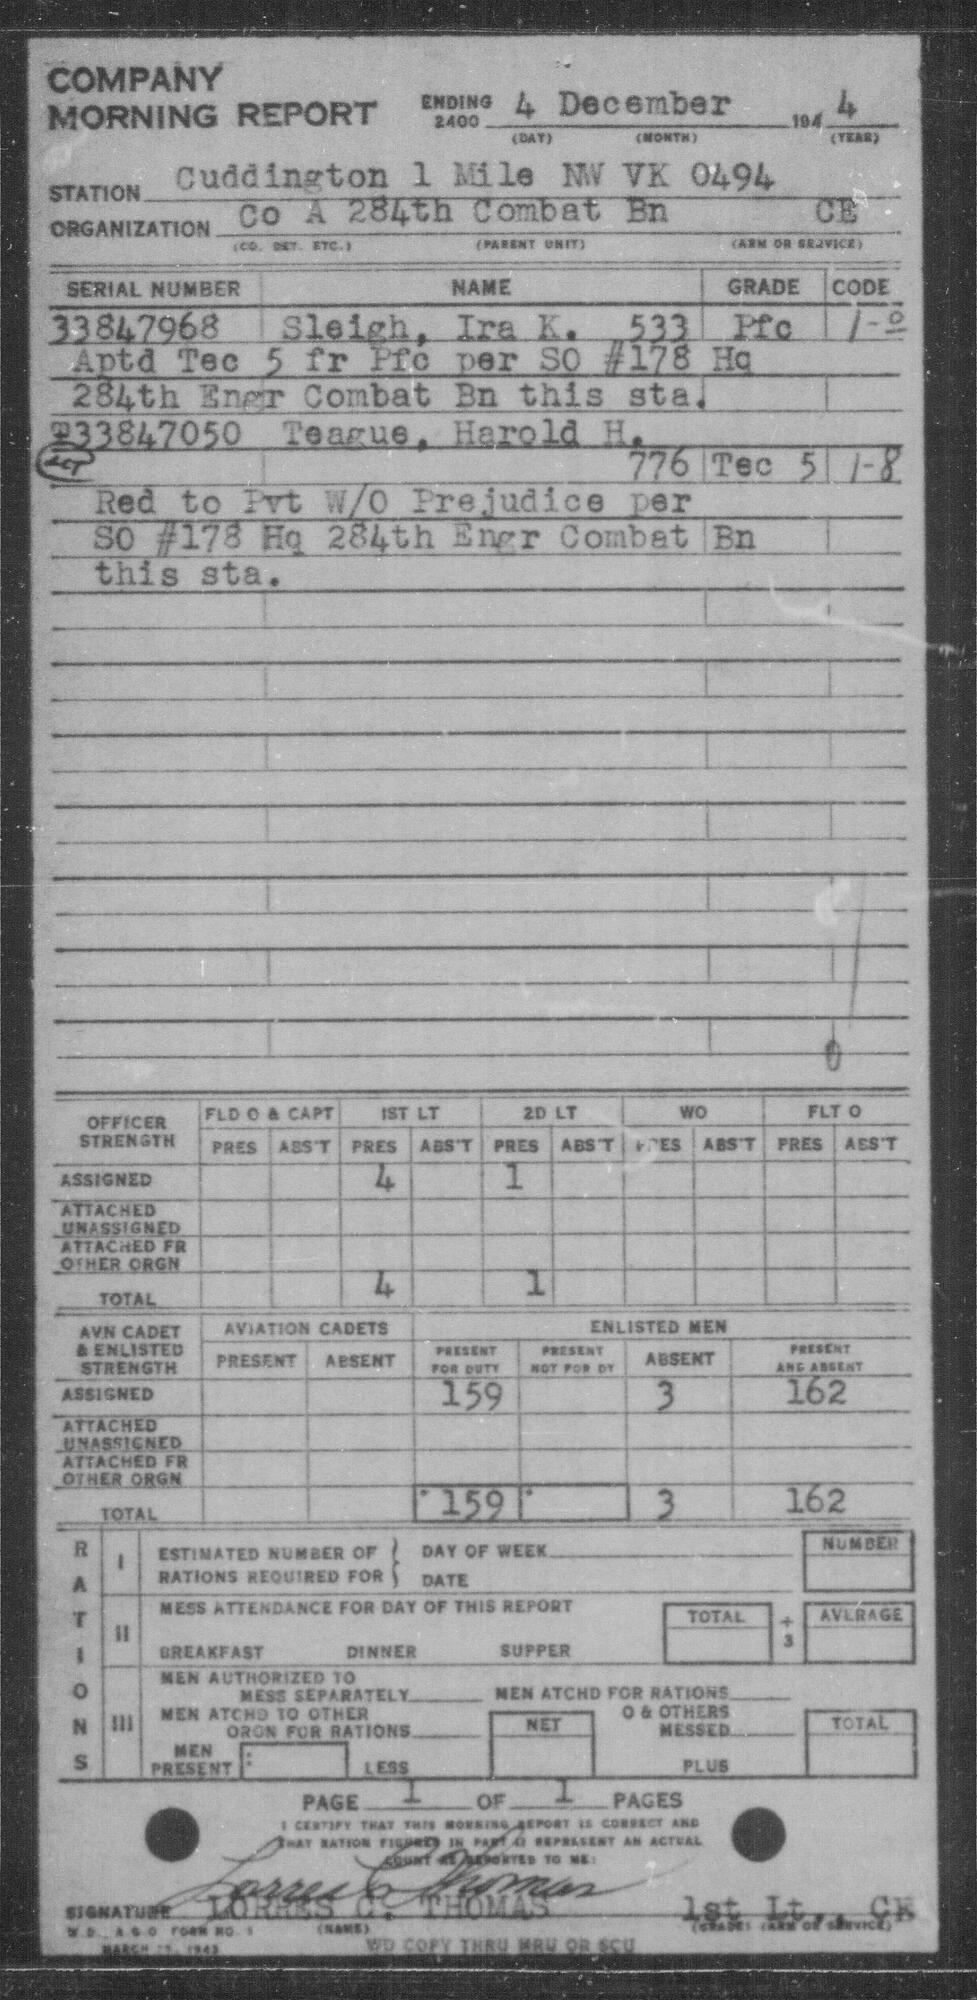 COMPANY
MORNING REPORT ENDING 2400 4 December 1944
(DAY) (MONTH) (YEAR)
STATION Cuddington 1 Mile NW VK 0494
ORGANIZATION Co A 284th Combat Bn CE
(CO. DET. ETC.) (PARENT UNIT) (ARM OR SERVICE)
SERIAL NUMBER NAME GRADE CODE
33847968 Sleigh, Ira K. 533 Pfc 1-0
Aptd Tec 5 fr Pfc per SO #178 Hq
284th Engr Combat Bn this sta.
33847050 Teague, Harold H.
776 Tec 5 1-8
Red to Pvt W/O Prejudice per
SO #178 Hq 284th Engr Combat Bn
this sta.
0
OFFICER STRENGTH FLD O & CAPT 1ST LT 2D LT WO FLT O
PRES ABS'T PRES ABS'T PRES ABS'T PRES ABS'T PRES ABS'T
ASSIGNED 4 1
ATTACHED UNASSIGNED
ATTACHED FR OTHER ORGN
TOTAL 4 1
AVN CADET & ENLISTED STRENGTH AVIATION CADETS ENLISTED MEN
PRESENT ABSENT PRESENT FOR DUTY PRESENT NOT FOR DY ABSENT PRESENT AND ABSENT
ASSIGNED 159 3 162
ATTACHED UNASSIGNED
ATTACHED FR OTHER ORGN
TOTAL 159 3 162
RATIONS
I ESTIMATED NUMBER OF RATIONS REQUIRED FOR DAY OF WEEK DATE NUMBER
II MESS ATTENDANCE FOR DAY OF THIS REPORT TOTAL ÷ 3 AVERAGE
BREAKFAST DINNER SUPPER
III MEN AUTHORIZED TO MESS SEPARATELY MEN ATCHD FOR RATIONS
MEN ATCHD TO OTHER ORGN FOR RATIONS NET O & OTHERS MESSED TOTAL
MEN PRESENT LESS PLUS
PAGE 1 OF 1 PAGES
I CERTIFY THAT THIS MORNING REPORT IS CORRECT AND
THAT RATION FIGURES IN PART II REPRESENT AN ACTUAL
COUNT AS REPORTED TO ME:
Lorres C Thomas
SIGNATURE LORRES C. THOMAS 1st Lt., CE
(NAME) (GRADE) (ARM OR SERVICE)
W.D., A.G.O. FORM NO. 1
MARCH 15, 1943
WD COPY THRU MRU OR SCU